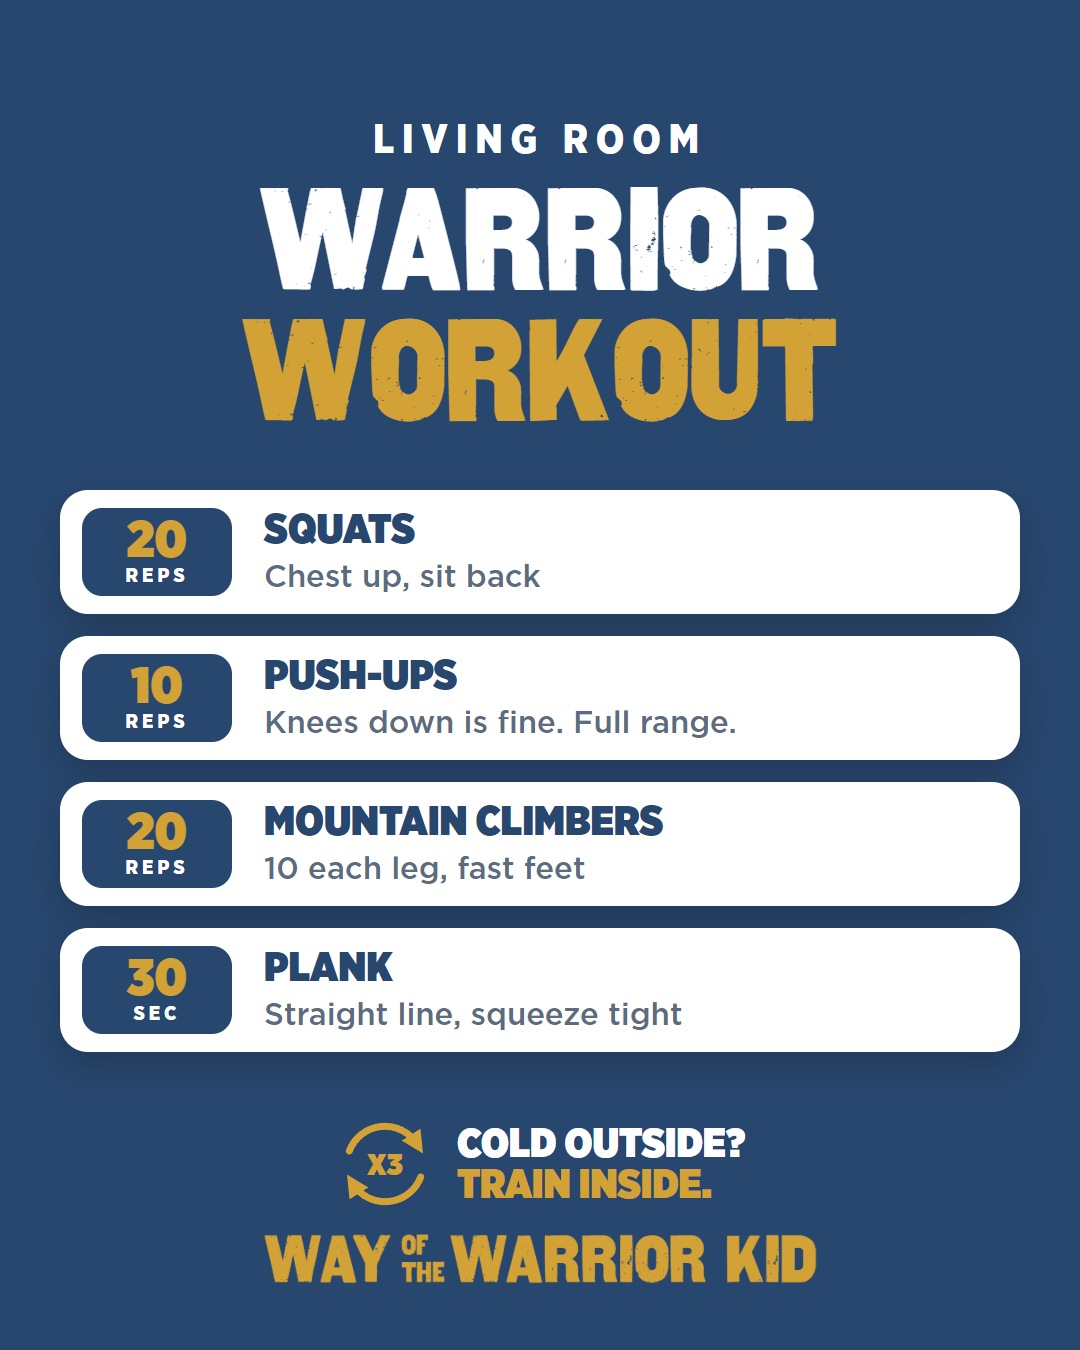 LIVING ROOM
WARRIOR
WORKOUT
20
REPS
SQUATS
Chest up, sit back
10
REPS
PUSH-UPS
Knees down is fine. Full range.
20
REPS
MOUNTAIN CLIMBERS
10 each leg, fast feet
30
SEC
PLANK
Straight line, squeeze tight
X3
COLD OUTSIDE?
TRAIN INSIDE.
WAY OF THE WARRIOR KID